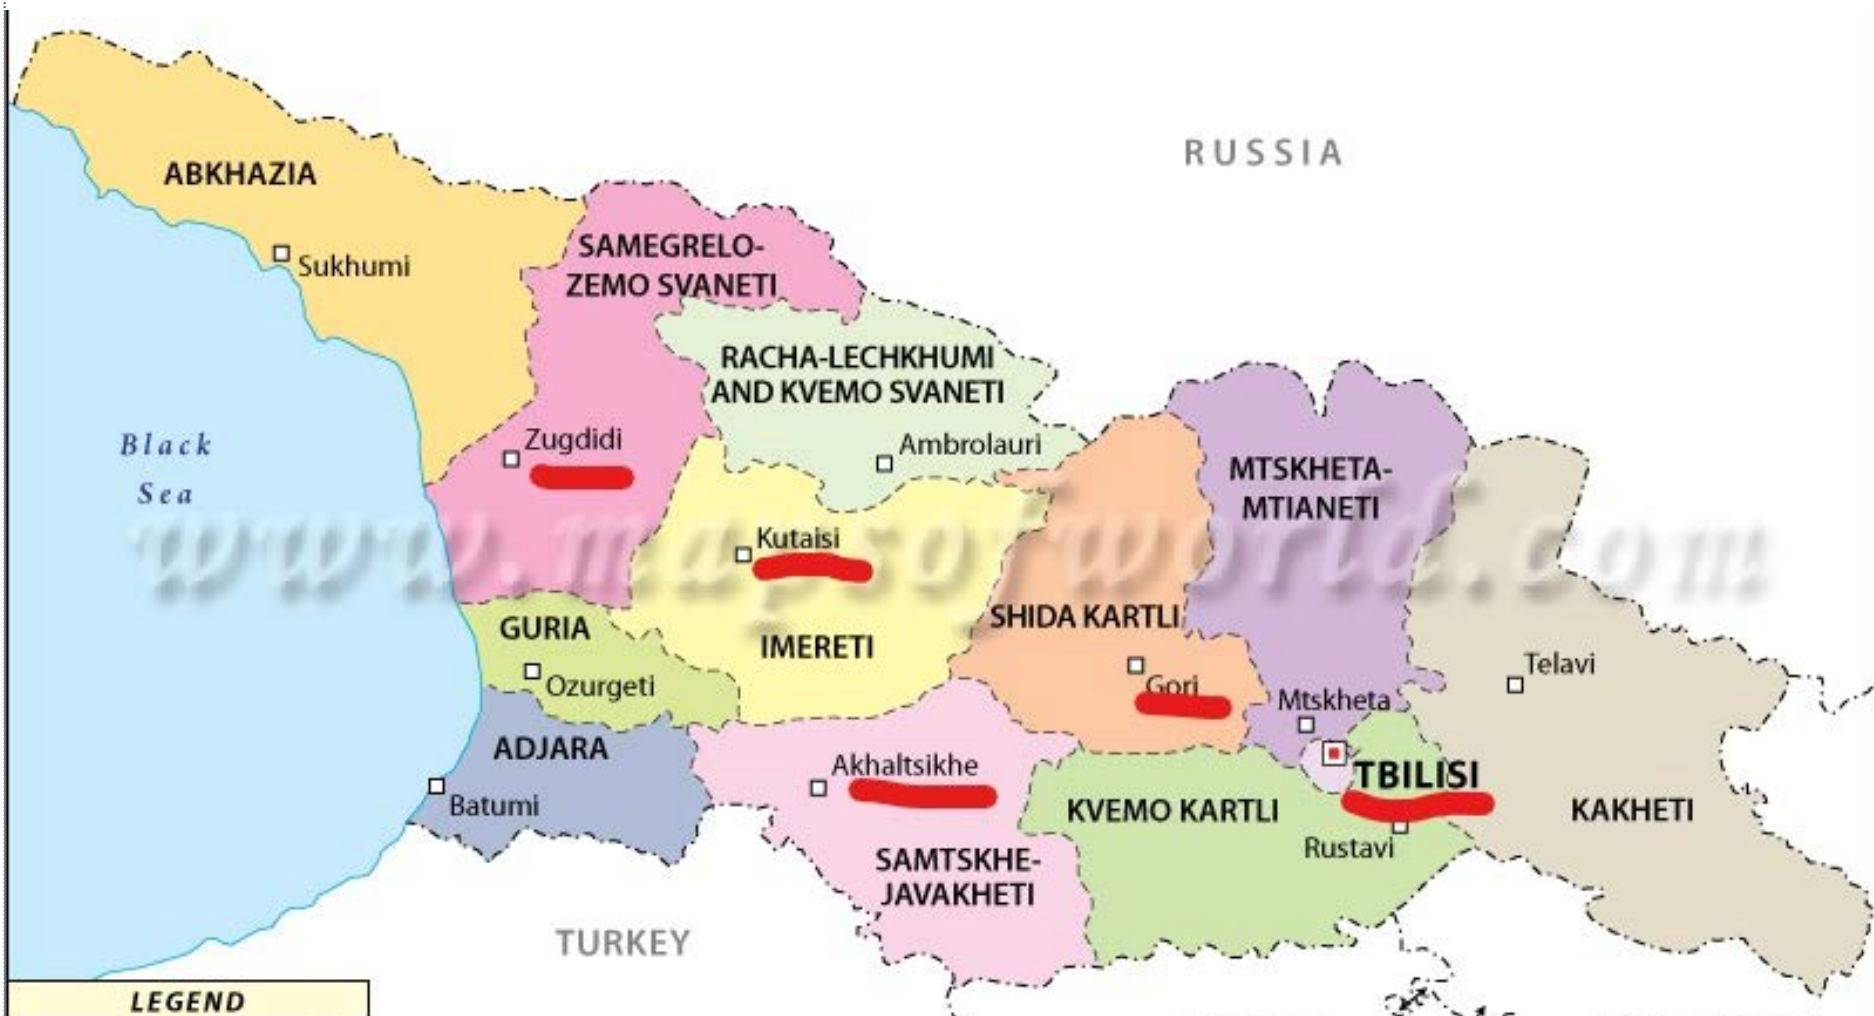 RUSSIA
ABKHAZIA
Sukhumi
SAMEGRELO-
ZEMO SVANETI
RACHA-LECHKHUMI
AND KVEMO SVANETI
Zugdidi
Ambrolauri
Black
Sea
MTSKHETA-
MTIANETI
www.mapsofworld.com
Kutaisi
GURIA
IMERETI
SHIDA KARTLI
Ozurgeti
Gori
Mtskheta
Telavi
ADJARA
Akhaltsikhe
TBILISI
Batumi
KVEMO KARTLI
KAKHETI
Rustavi
SAMTSKHE-
JAVAKHETI
TURKEY
LEGEND